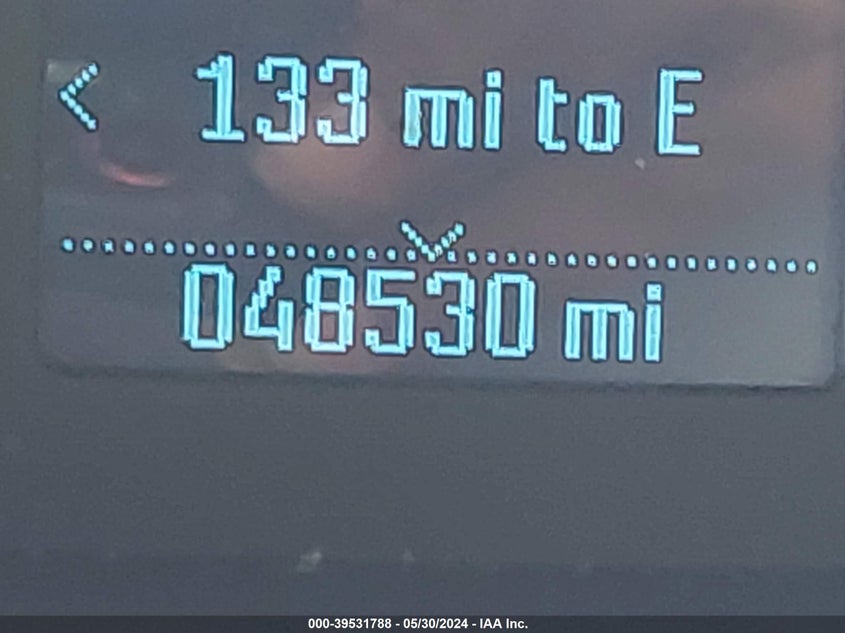 < 133 mi to E
048530 mi
000-39531788 - 05/30/2024 - IAA Inc.